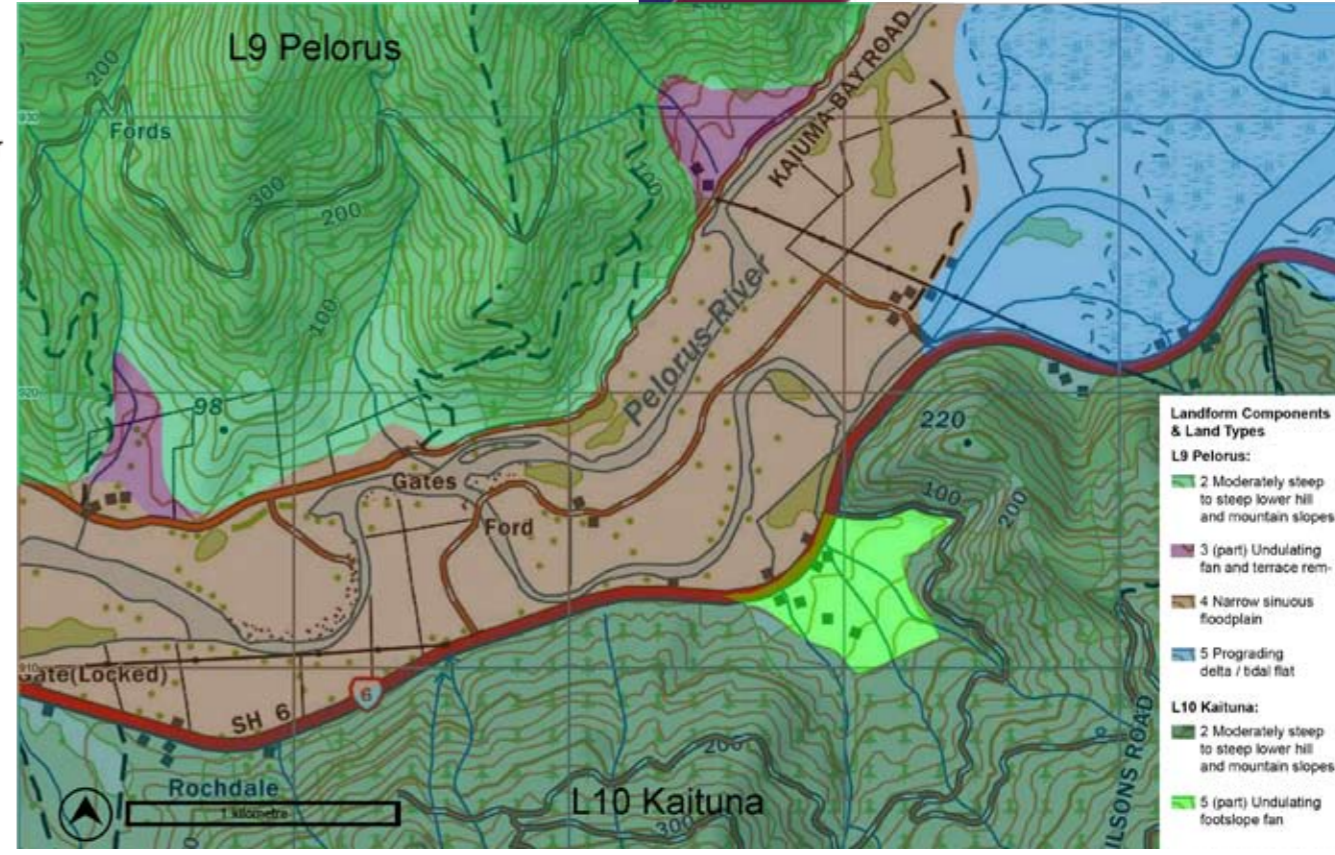 200
L9 Pelorus
200
930
Fords
300
200
100
KAIUMA BAY ROAD
100
Pelorus River
920
98
220
Gates
Ford
100
200
910
Gate(Locked)
6
SH 6
200
Rochdale
1 kilometre
L10 Kaituna
300
ILSONS ROAD
Landform Components
& Land Types
L9 Pelorus:
2 Moderately steep
to steep lower hill
and mountain slopes
3 (part) Undulating
fan and terrace rem-
4 Narrow sinuous
floodplain
5 Prograding
delta / tidal flat
L10 Kaituna:
2 Moderately steep
to steep lower hill
and mountain slopes
5 (part) Undulating
footslope fan